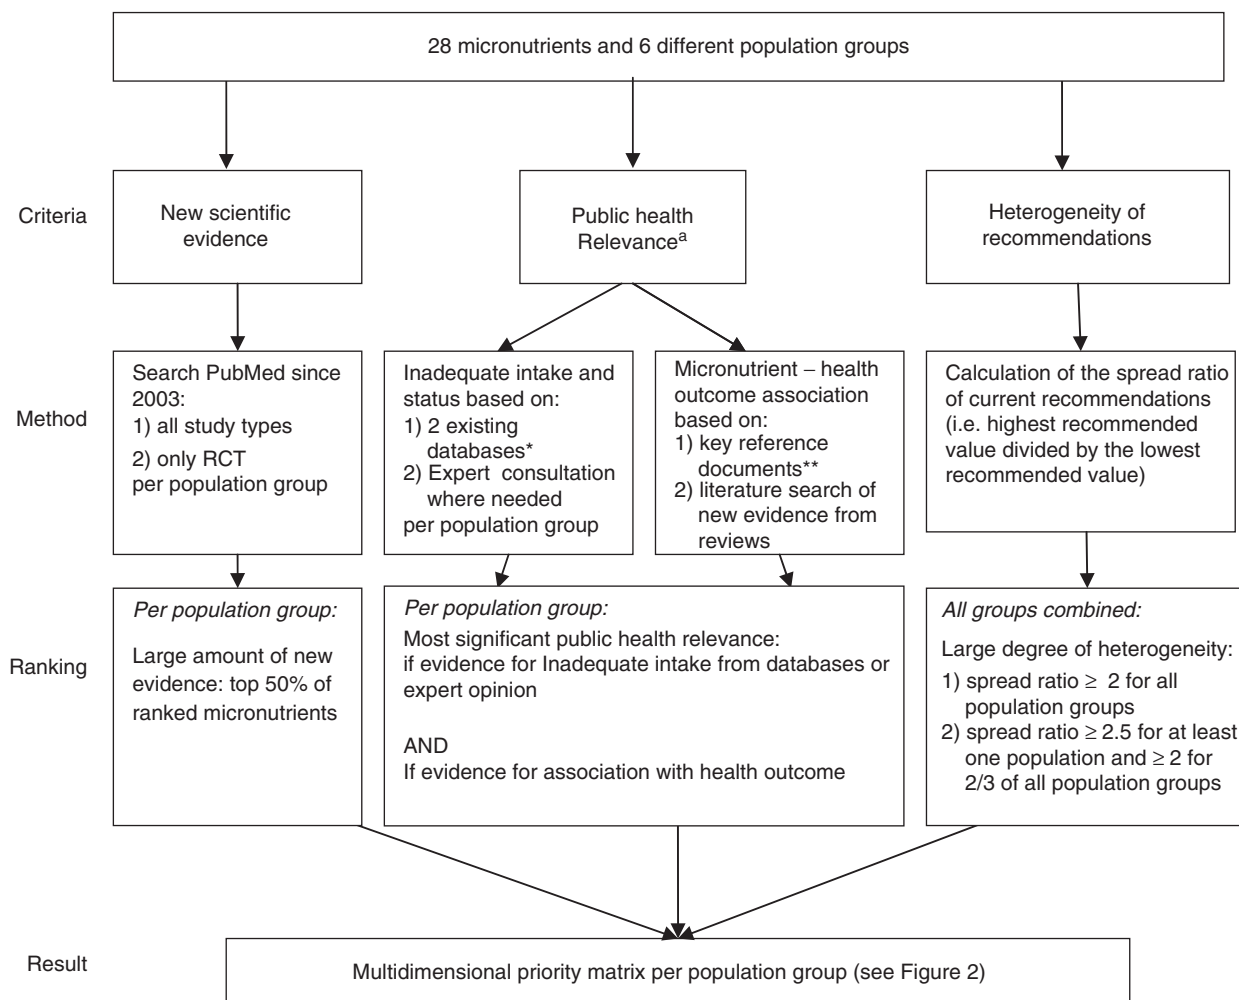 28 micronutrients and 6 different population groups
Criteria
New scientific
evidence
Public health
Relevanceᵃ
Heterogeneity of
recommendations
Method
Search PubMed since
2003:
1) all study types
2) only RCT
per population group
Inadequate intake and
status based on:
1) 2 existing
databases*
2) Expert consultation
where needed
per population group
Micronutrient – health
outcome association
based on:
1) key reference
documents**
2) literature search of
new evidence from
reviews
Calculation of the spread ratio
of current recommendations
(i.e. highest recommended
value divided by the lowest
recommended value)
Ranking
Per population group:
Large amount of new
evidence: top 50% of
ranked micronutrients
Per population group:
Most significant public health relevance:
if evidence for Inadequate intake from databases or
expert opinion
AND
If evidence for association with health outcome
All groups combined:
Large degree of heterogeneity:
1) spread ratio ≥ 2 for all
population groups
2) spread ratio ≥ 2.5 for at least
one population and ≥ 2 for
2/3 of all population groups
Result
Multidimensional priority matrix per population group (see Figure 2)